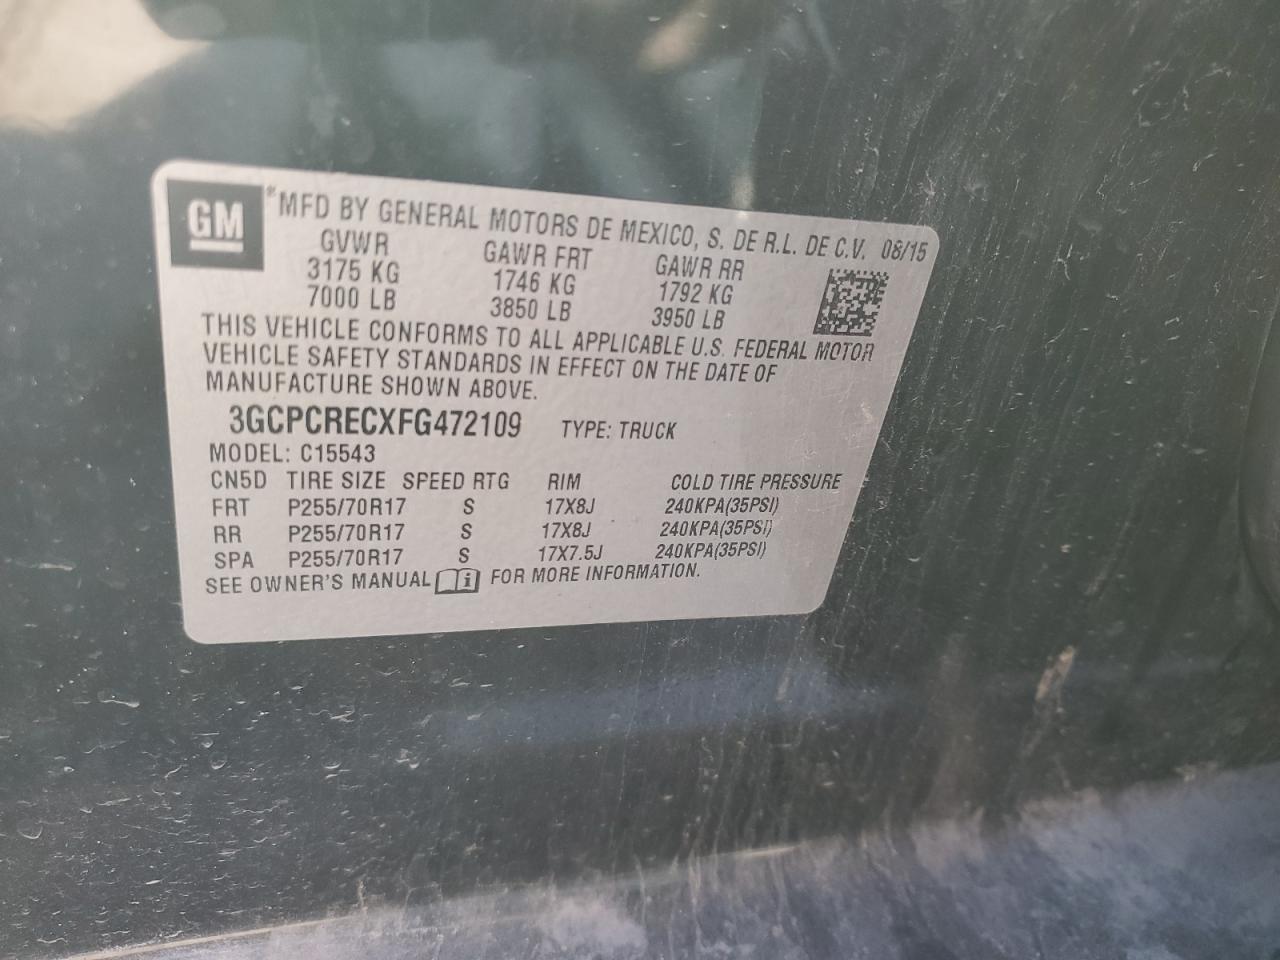 GM *MFD BY GENERAL MOTORS DE MEXICO, S. DE R.L. DE C.V. 08/15
GVWR GAWR FRT GAWR RR
3175 KG 1746 KG 1792 KG
7000 LB 3850 LB 3950 LB
THIS VEHICLE CONFORMS TO ALL APPLICABLE U.S. FEDERAL MOTOR
VEHICLE SAFETY STANDARDS IN EFFECT ON THE DATE OF
MANUFACTURE SHOWN ABOVE.
3GCPCRECXFG472109 TYPE: TRUCK
MODEL: C15543
CN5D TIRE SIZE SPEED RTG RIM COLD TIRE PRESSURE
FRT P255/70R17 S 17X8J 240KPA(35PSI)
RR P255/70R17 S 17X8J 240KPA(35PSI)
SPA P255/70R17 S 17X7.5J 240KPA(35PSI)
SEE OWNER'S MANUAL i FOR MORE INFORMATION.